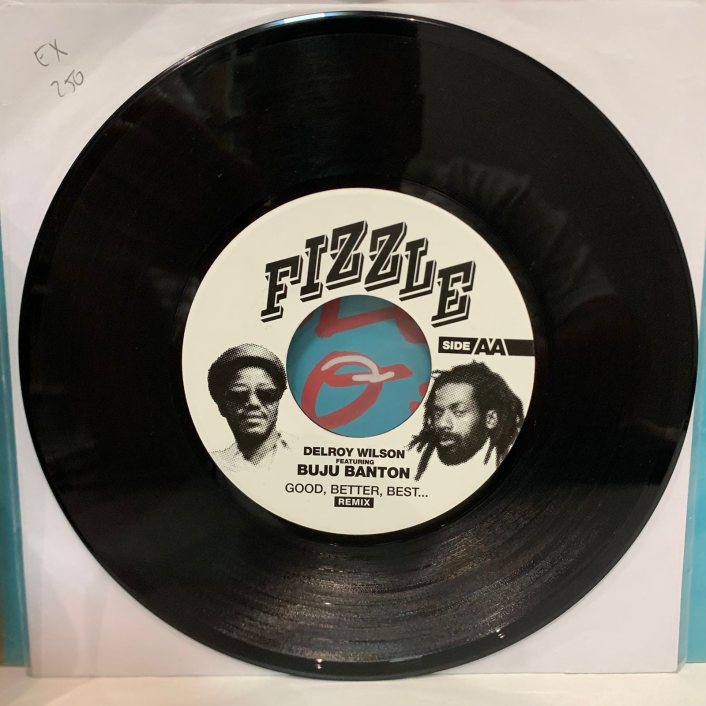 EX
250
FIZZLE
SIDE AA
DELROY WILSON
FEATURING
BUJU BANTON
GOOD, BETTER, BEST...
REMIX